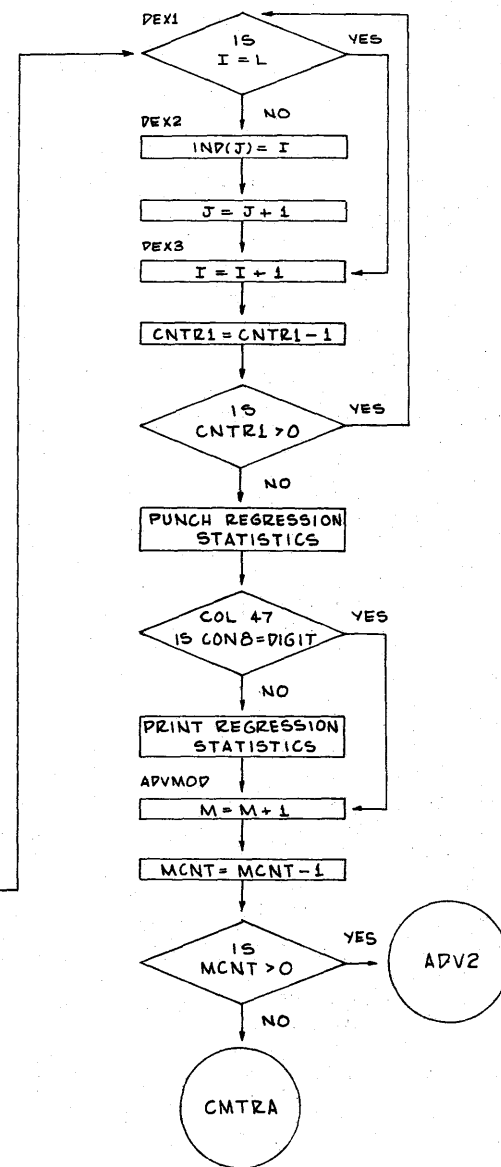 DEX1
IS
I = L
YES
NO
DEX2
IND(J) = I
J = J + 1
DEX3
I = I + 1
CNTR1 = CNTR1 - 1
IS
CNTR1 > 0
YES
NO
PUNCH REGRESSION
STATISTICS
COL 47
IS CON8=DIGIT
YES
NO
PRINT REGRESSION
STATISTICS
ADVMOD
M = M + 1
MCNT = MCNT - 1
IS
MCNT > 0
YES
ADV2
NO
CMTRA